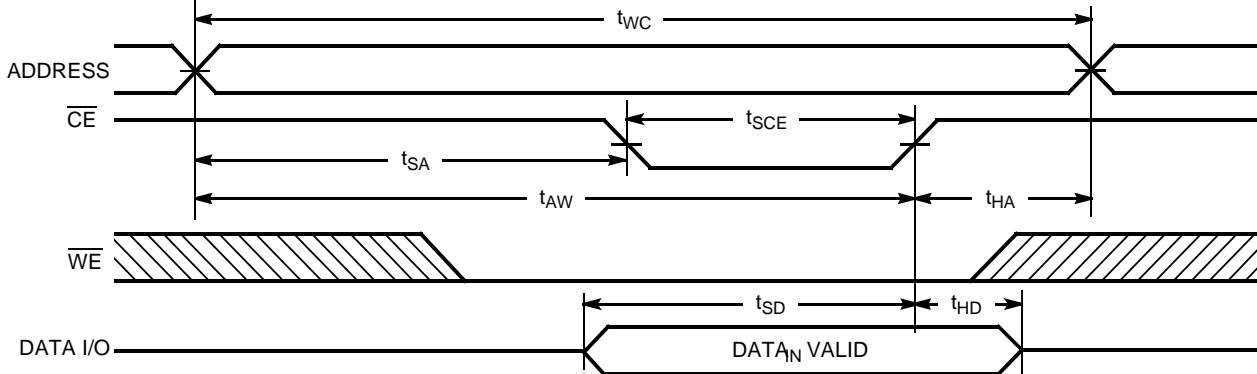 tWC
ADDRESS
CE
tSCE
tSA
tAW
tHA
WE
tSD
tHD
DATA I/O
DATAIN VALID